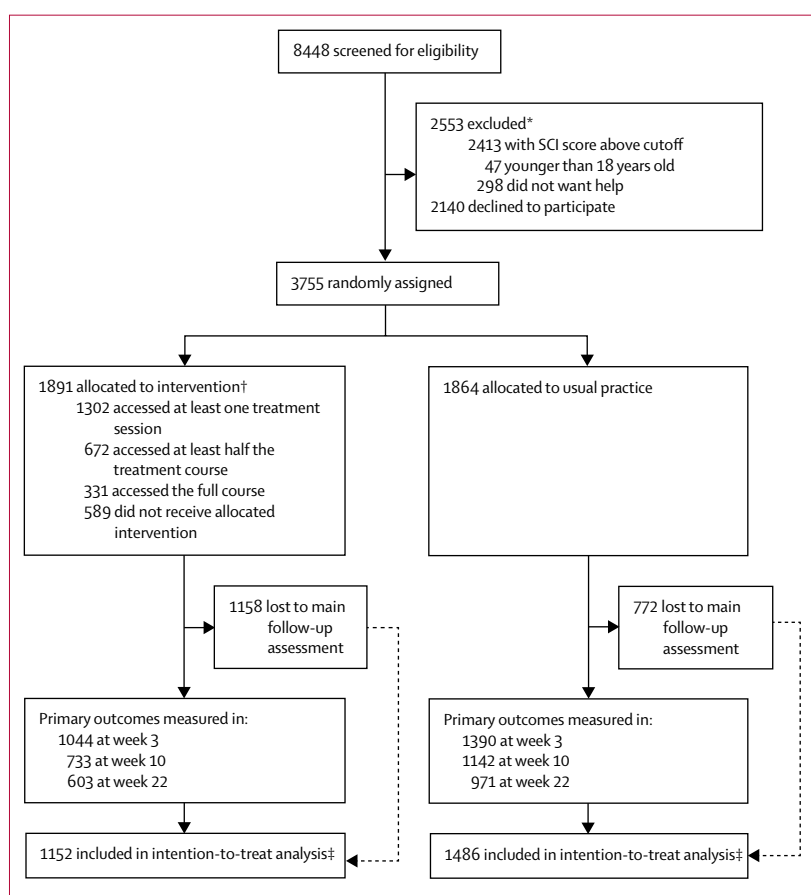 8448 screened for eligibility
2553 excluded*
2413 with SCI score above cutoff
47 younger than 18 years old
298 did not want help
2140 declined to participate
3755 randomly assigned
1891 allocated to intervention†
1302 accessed at least one treatment
session
672 accessed at least half the
treatment course
331 accessed the full course
589 did not receive allocated
intervention
1864 allocated to usual practice
1158 lost to main
follow-up
assessment
772 lost to main
follow-up
assessment
Primary outcomes measured in:
1044 at week 3
733 at week 10
603 at week 22
Primary outcomes measured in:
1390 at week 3
1142 at week 10
971 at week 22
1152 included in intention-to-treat analysis‡
1486 included in intention-to-treat analysis‡